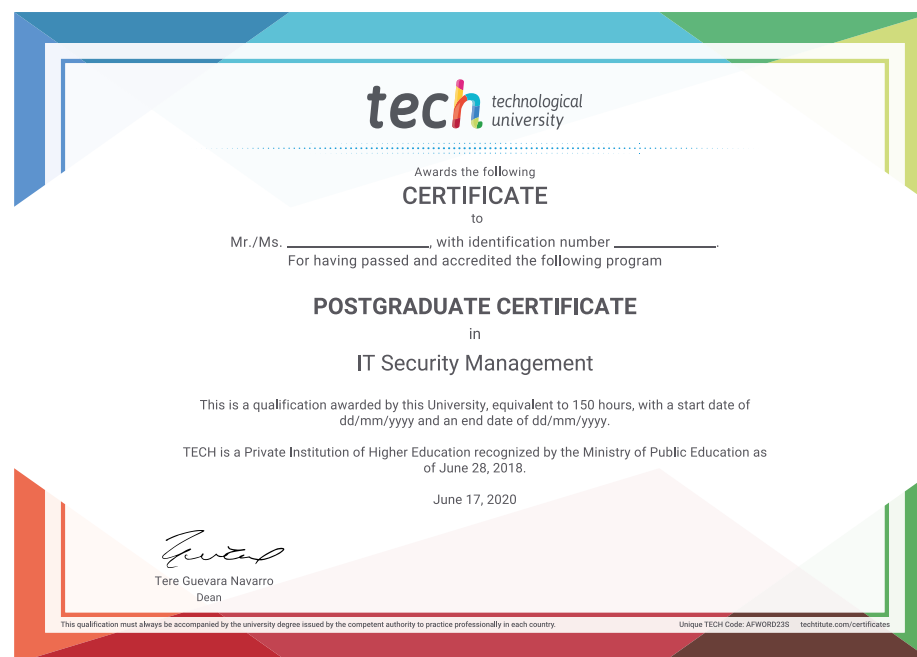 tech technological
university
Awards the following
CERTIFICATE
to
Mr./Ms. ____________________, with identification number ______________.
For having passed and accredited the following program
POSTGRADUATE CERTIFICATE
in
IT Security Management
This is a qualification awarded by this University, equivalent to 150 hours, with a start date of
dd/mm/yyyy and an end date of dd/mm/yyyy.
TECH is a Private Institution of Higher Education recognized by the Ministry of Public Education as
of June 28, 2018.
June 17, 2020
Tere Guevara Navarro
Dean
This qualification must always be accompanied by the university degree issued by the competent authority to practice professionally in each country. Unique TECH Code: AFWORD23S techtitute.com/certificates